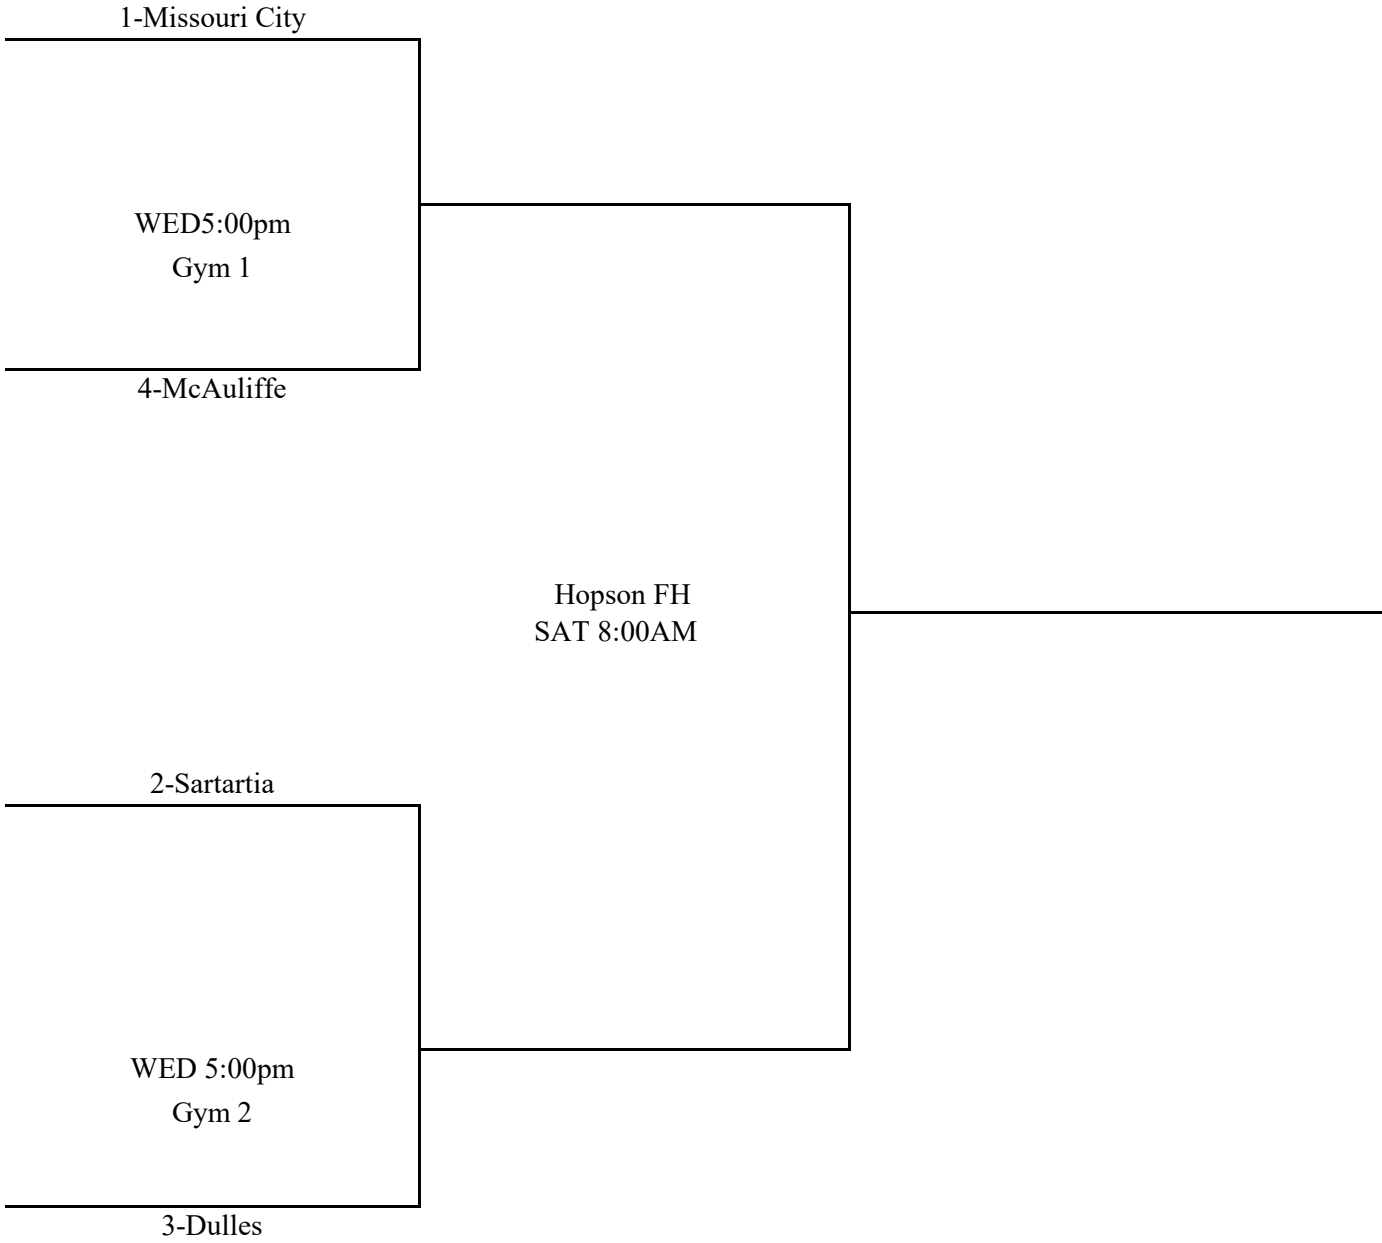 1-Missouri City
WED5:00pm
Gym 1
4-McAuliffe
Hopson FH
SAT 8:00AM
2-Sartartia
WED 5:00pm
Gym 2
3-Dulles